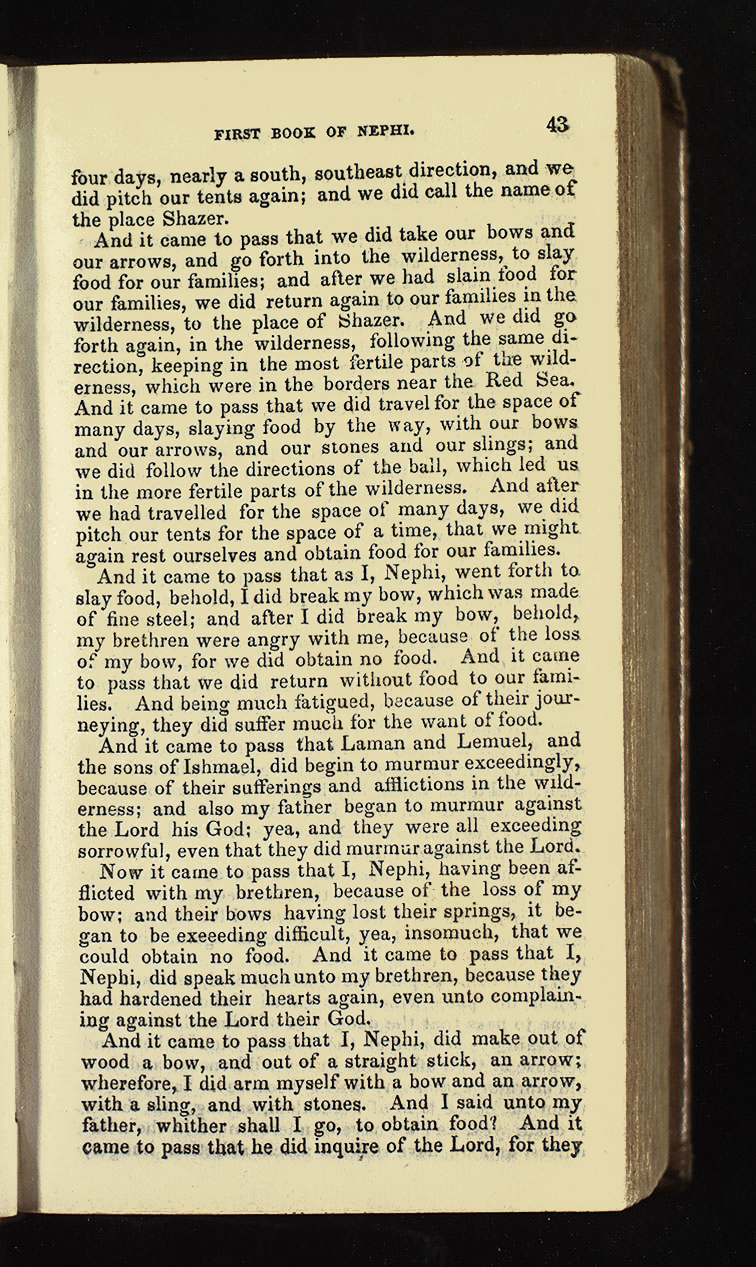 FIRST BOOK OF NEPHI. 43
four days, nearly a south, southeast direction, and we
did pitch our tents again; and we did call the name of
the place Shazer.
And it came to pass that we did take our bows and
our arrows, and go forth into the wilderness, to slay
food for our families; and after we had slain food for
our families, we did return again to our families in the
wilderness, to the place of Shazer. And we did go
forth again, in the wilderness, following the same di-
rection, keeping in the most fertile parts of the wild-
erness, which were in the borders near the Red Sea.
And it came to pass that we did travel for the space of
many days, slaying food by the way, with our bows
and our arrows, and our stones and our slings; and
we did follow the directions of the ball, which led us
in the more fertile parts of the wilderness. And after
we had travelled for the space of many days, we did
pitch our tents for the space of a time, that we might
again rest ourselves and obtain food for our families.
And it came to pass that as I, Nephi, went forth to
slay food, behold, I did break my bow, which was made
of fine steel; and after I did break my bow, behold,
my brethren were angry with me, because of the loss
of my bow, for we did obtain no food. And it came
to pass that we did return without food to our fami-
lies. And being much fatigued, because of their jour-
neying, they did suffer much for the want of food.
And it came to pass that Laman and Lemuel, and
the sons of Ishmael, did begin to murmur exceedingly,
because of their sufferings and afflictions in the wild-
erness; and also my father began to murmur against
the Lord his God; yea, and they were all exceeding
sorrowful, even that they did murmur against the Lord.
Now it came to pass that I, Nephi, having been af-
flicted with my brethren, because of the loss of my
bow; and their bows having lost their springs, it be-
gan to be exeeeding difficult, yea, insomuch, that we
could obtain no food. And it came to pass that I,
Nephi, did speak much unto my brethren, because they
had hardened their hearts again, even unto complain-
ing against the Lord their God.
And it came to pass that I, Nephi, did make out of
wood a bow, and out of a straight stick, an arrow;
wherefore, I did arm myself with a bow and an arrow,
with a sling, and with stones. And I said unto my
father, whither shall I go, to obtain food? And it
came to pass that he did inquire of the Lord, for they